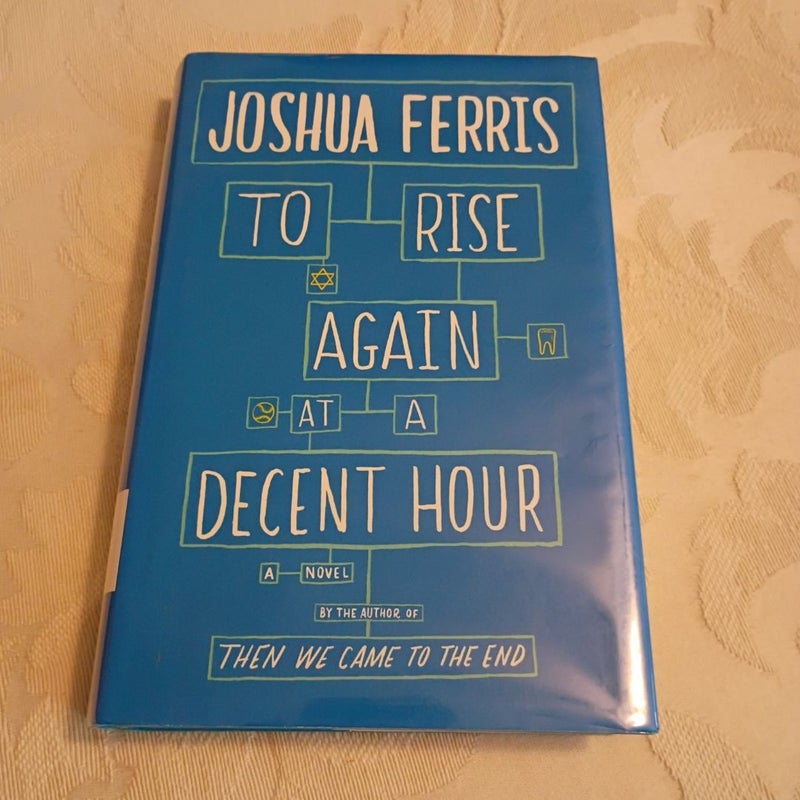 JOSHUA FERRIS
TO RISE
AGAIN
AT A
DECENT HOUR
A NOVEL
BY THE AUTHOR OF
THEN WE CAME TO THE END